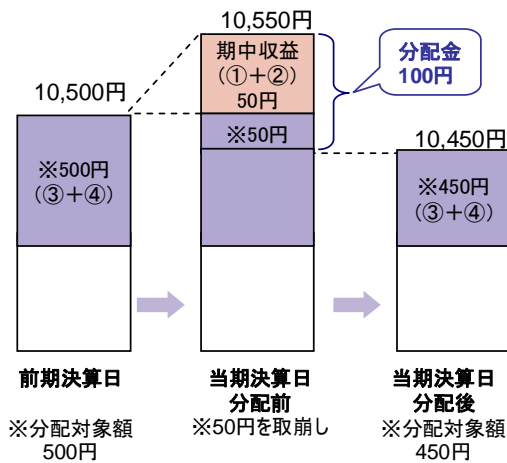 10,500円
※500円
(③+④)
前期決算日
※分配対象額
500円
10,550円
期中収益
(①+②)
50円
※50円
当期決算日
分配前
※50円を取崩し
分配金
100円
10,450円
※450円
(③+④)
当期決算日
分配後
※分配対象額
450円